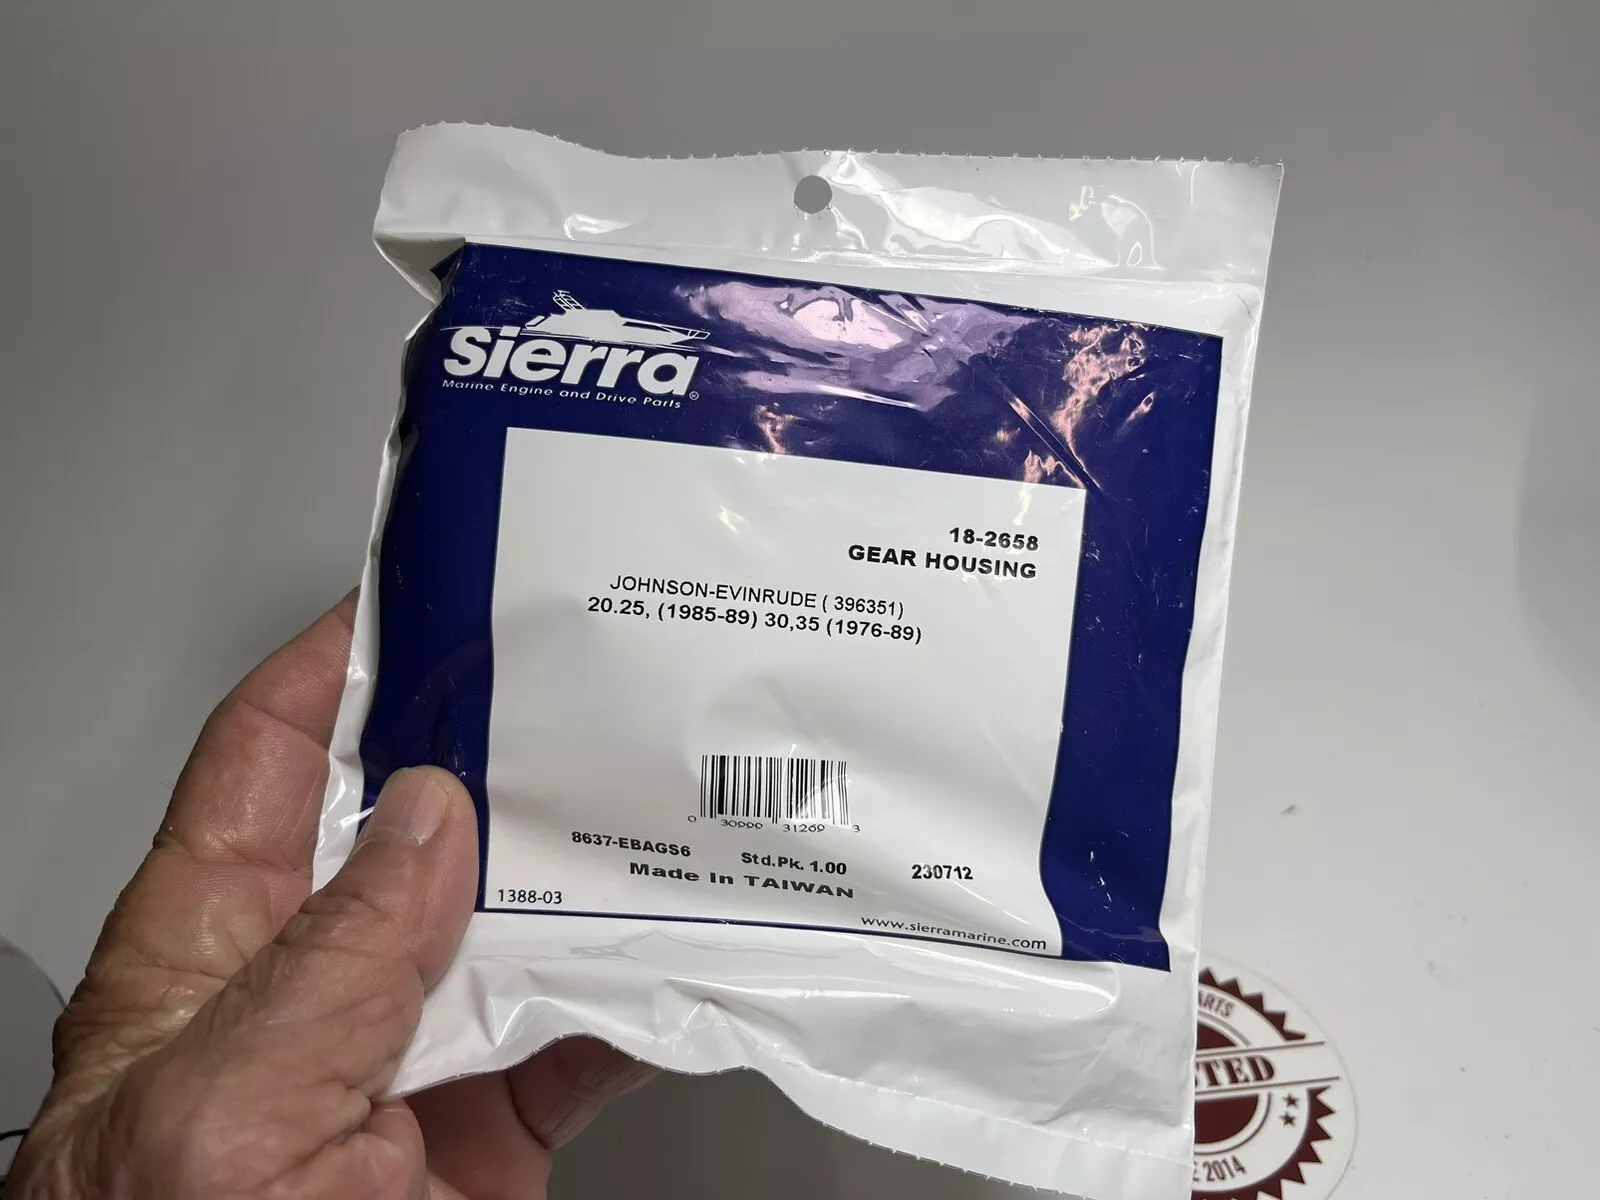 sierra®
Marine Engine and Drive Parts
18-2658
GEAR HOUSING
JOHNSON-EVINRUDE ( 396351)
20.25, (1985-89) 30,35 (1976-89)
0 30999 31269 3
8637-EBAGS6 Std.Pk. 1.00 230712
Made In TAIWAN
1388-03
www.sierramarine.com
2014